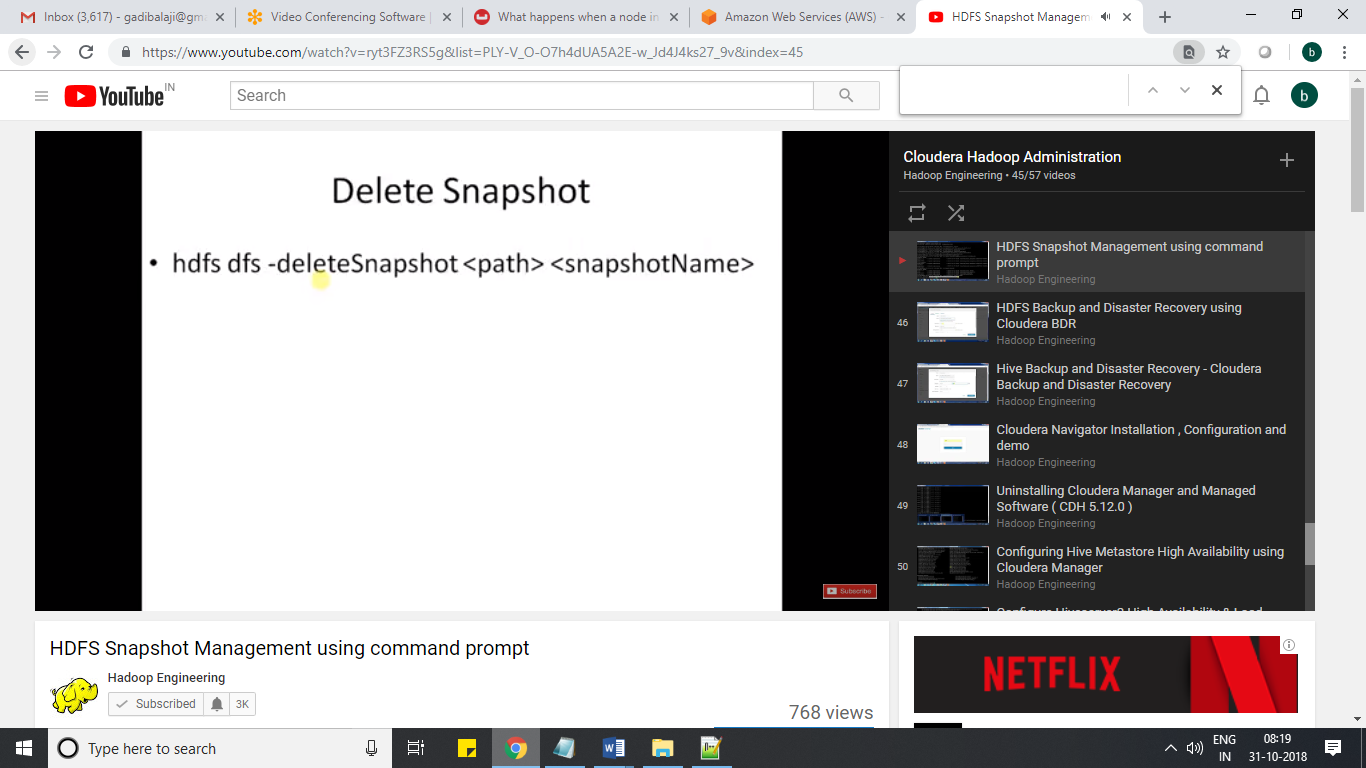 Inbox (3,617) - gadibalaji@gma
Video Conferencing Software |
What happens when a node in
Amazon Web Services (AWS) -
HDFS Snapshot Managem
https://www.youtube.com/watch?v=ryt3FZ3RS5g&list=PLY-V_O-O7h4dUA5A2E-w_Jd4J4ks27_9v&index=45
b
YouTube IN
Search
b
Delete Snapshot
• hdfs dfs -deleteSnapshot <path> <snapshotName>
Subscribe
Cloudera Hadoop Administration
Hadoop Engineering • 45/57 videos
HDFS Snapshot Management using command
prompt
Hadoop Engineering
46
HDFS Backup and Disaster Recovery using
Cloudera BDR
Hadoop Engineering
47
Hive Backup and Disaster Recovery - Cloudera
Backup and Disaster Recovery
Hadoop Engineering
48
Cloudera Navigator Installation , Configuration and
demo
Hadoop Engineering
49
Uninstalling Cloudera Manager and Managed
Software ( CDH 5.12.0 )
Hadoop Engineering
50
Configuring Hive Metastore High Availability using
Cloudera Manager
Hadoop Engineering
HDFS Snapshot Management using command prompt
Hadoop Engineering
Subscribed
3K
768 views
NETFLIX
Type here to search
ENG
IN
08:19
31-10-2018